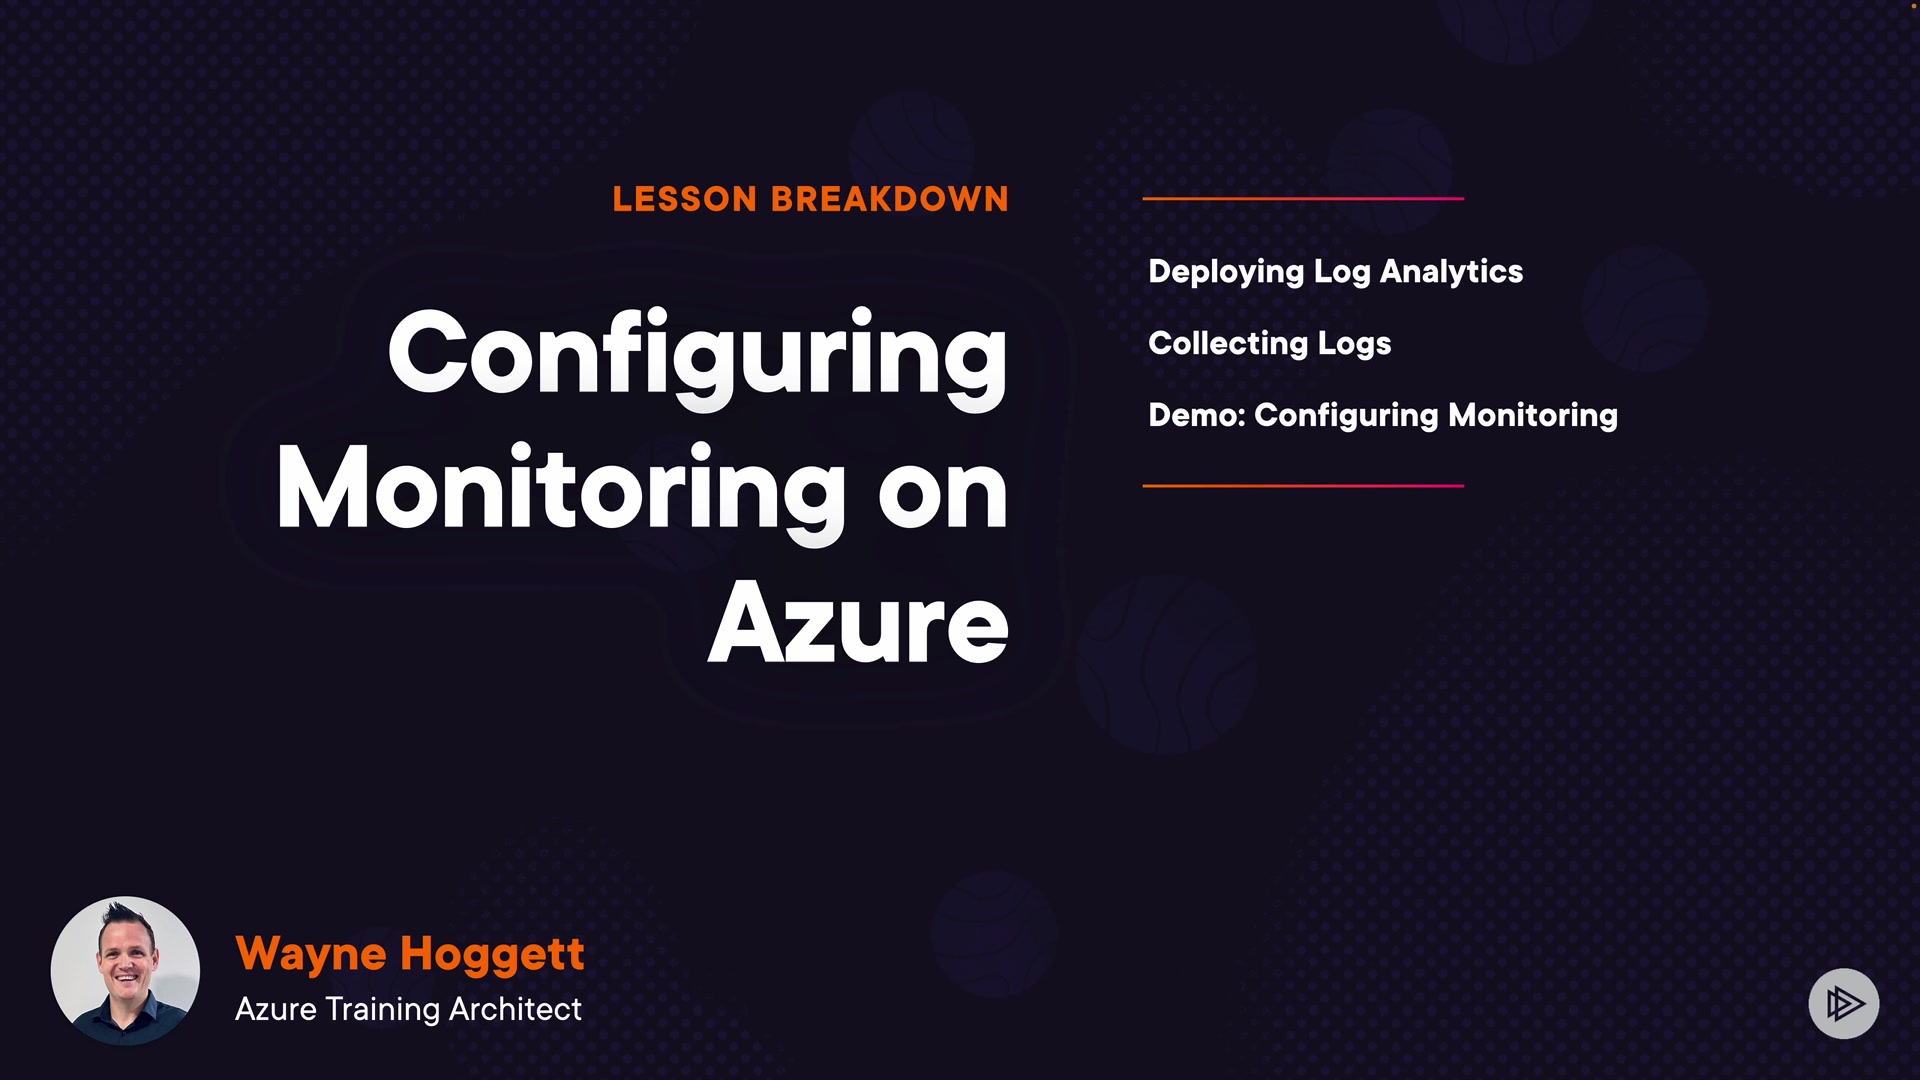 LESSON BREAKDOWN
Configuring
Monitoring on
Azure
Deploying Log Analytics
Collecting Logs
Demo: Configuring Monitoring
Wayne Hoggett
Azure Training Architect